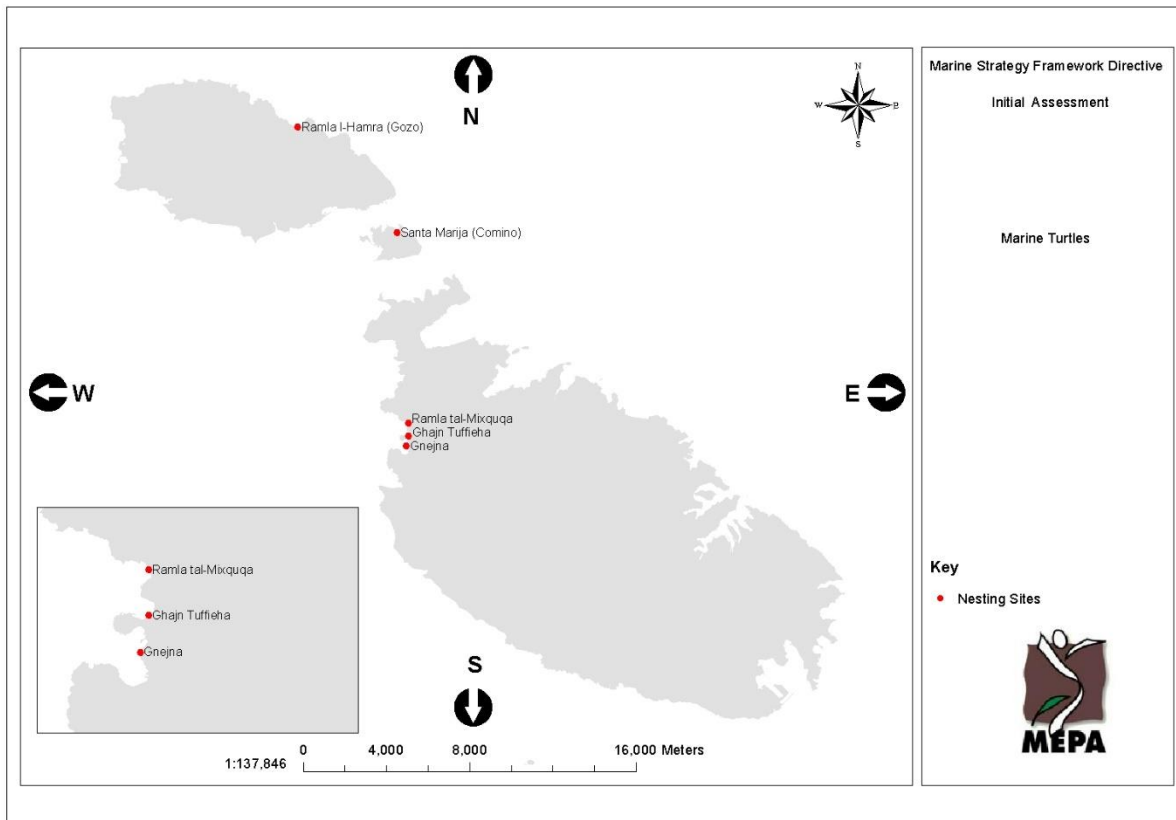 Marine Strategy Framework Directive
Initial Assessment
Marine Turtles
N
N
W
E
S
Ramla l-Hamra (Gozo)
Santa Marija (Comino)
W
E
Ramla tal-Mixquqa
Ghajn Tuffieha
Gnejna
Ramla tal-Mixquqa
Ghajn Tuffieha
Gnejna
S
0 4,000 8,000 16,000 Meters
1:137,846
Key
Nesting Sites
MEPA